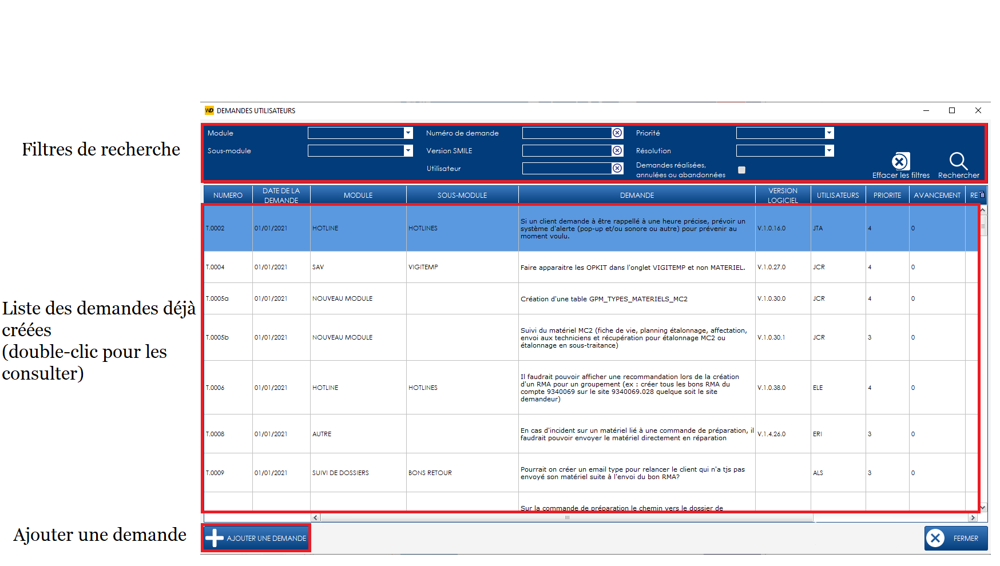 WD DEMANDES UTILISATEURS
Filtres de recherche
Module
Numéro de demande
Priorité
Sous-module
Version SMILE
Résolution
Utilisateur
Demandes réalisées,
annulées ou abandonnées
Effacer les filtres
Rechercher
NUMERO
DATE DE LA
DEMANDE
MODULE
SOUS-MODULE
DEMANDE
VERSION
LOGICIEL
UTILISATEURS
PRIORITE
AVANCEMENT
RE
Liste des demandes déjà
créées
(double-clic pour les
consulter)
T.0002
01/01/2021
HOTLINE
HOTLINES
Si un client demande à être rappellé à une heure précise, prévoir un
système d'alerte (pop-up et/ou sonore ou autre) pour prévenir au
moment voulu.
V.1.0.16.0
JTA
4
0
T.0004
01/01/2021
SAV
VIGITEMP
Faire apparaitre les OPKIT dans l'onglet VIGITEMP et non MATERIEL.
V.1.0.27.0
JCR
4
0
T.0005a
01/01/2021
NOUVEAU MODULE
Création d'une table GPM_TYPES_MATERIELS_MC2
V.1.0.30.0
JCR
4
0
T.0005b
01/01/2021
NOUVEAU MODULE
Suivi du matériel MC2 (fiche de vie, planning étalonnage, affectation,
envoi aux techniciens et récupération pour étalonnage MC2 ou
étalonnage en sous-traitance)
V.1.0.30.1
JCR
3
0
T.0006
01/01/2021
HOTLINE
HOTLINES
Il faudrait pouvoir afficher une recommandation lors de la création
d'un RMA pour un groupement (ex : créer tous les bons RMA du
compte 9340069 sur le site 9340069.028 quelque soit le site
demandeur)
V.1.0.38.0
ELE
4
0
T.0008
01/01/2021
AUTRE
En cas d'incident sur un matériel lié à une commande de préparation, il
faudrait pouvoir envoyer le matériel directement en réparation
V.1.4.26.0
ERI
3
0
T.0009
01/01/2021
SUIVI DE DOSSIERS
BONS RETOUR
Pourrait on créer un email type pour relancer le client qui n'a tjs pas
envoyé son matériel suite à l'envoi du bon RMA?
ALS
3
0
Sur la commande de préparation le chemin vers le dossier de
Ajouter une demande
AJOUTER UNE DEMANDE
FERMER